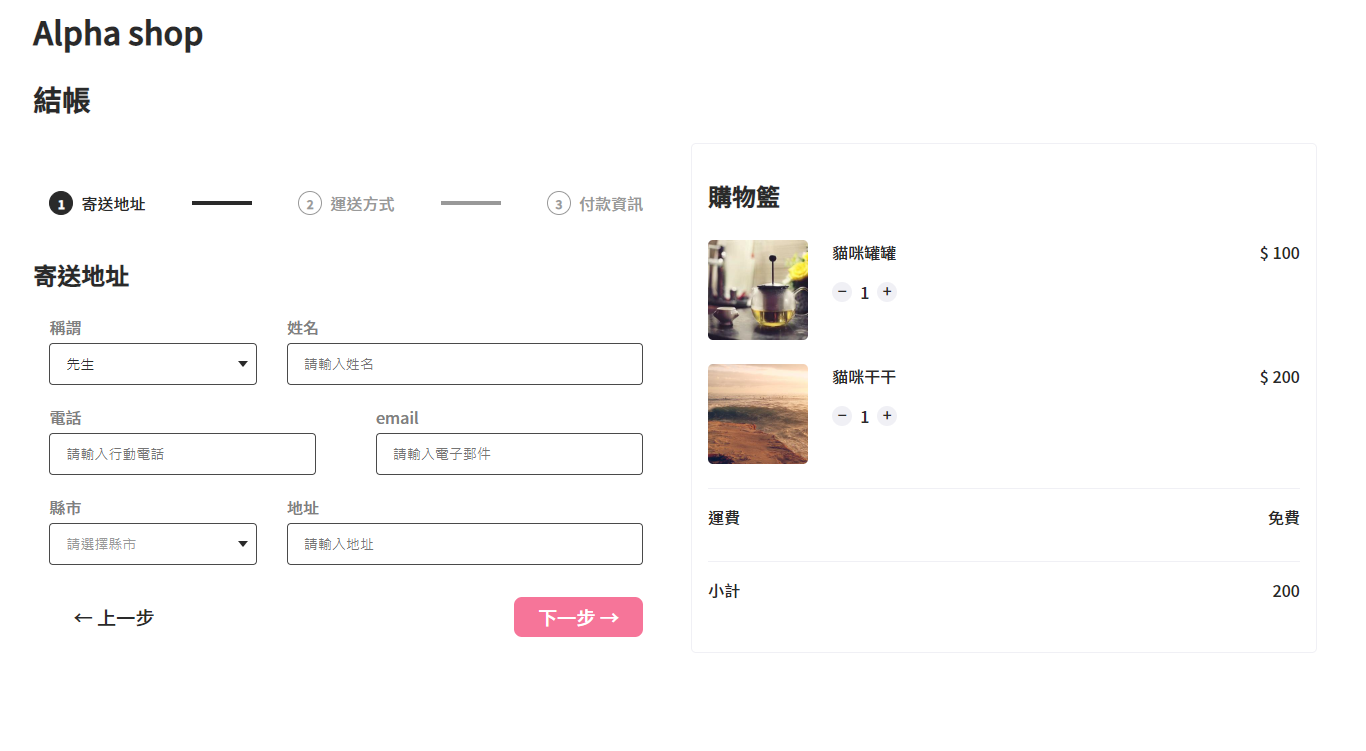 Alpha shop
結帳
1 寄送地址 2 運送方式 3 付款資訊
寄送地址
稱謂 姓名
先生 請輸入姓名
電話 email
請輸入行動電話 請輸入電子郵件
縣市 地址
請選擇縣市 請輸入地址
← 上一步 下一步 →
購物籃
貓咪罐罐 $ 100
− 1 +
貓咪干干 $ 200
− 1 +
運費 免費
小計 200